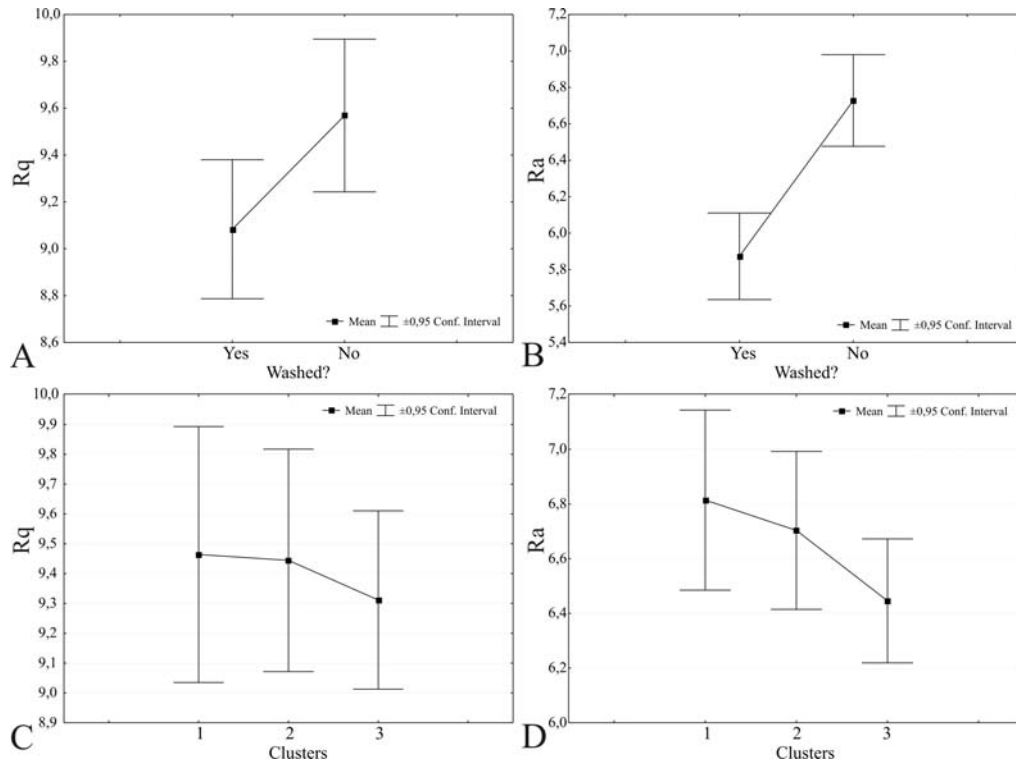 10,0
9,8
9,6
9,4
9,2
9,0
8,8
8,6
Rq
Mean ±0,95 Conf. Interval
Yes No
Washed?
A
7,2
7,0
6,8
6,6
6,4
6,2
6,0
5,8
5,6
5,4
Ra
Mean ±0,95 Conf. Interval
Yes No
Washed?
B
10,0
9,9
9,8
9,7
9,6
9,5
9,4
9,3
9,2
9,1
9,0
8,9
Rq
Mean ±0,95 Conf. Interval
1 2 3
Clusters
C
7,2
7,0
6,8
6,6
6,4
6,2
6,0
Ra
Mean ±0,95 Conf. Interval
1 2 3
Clusters
D